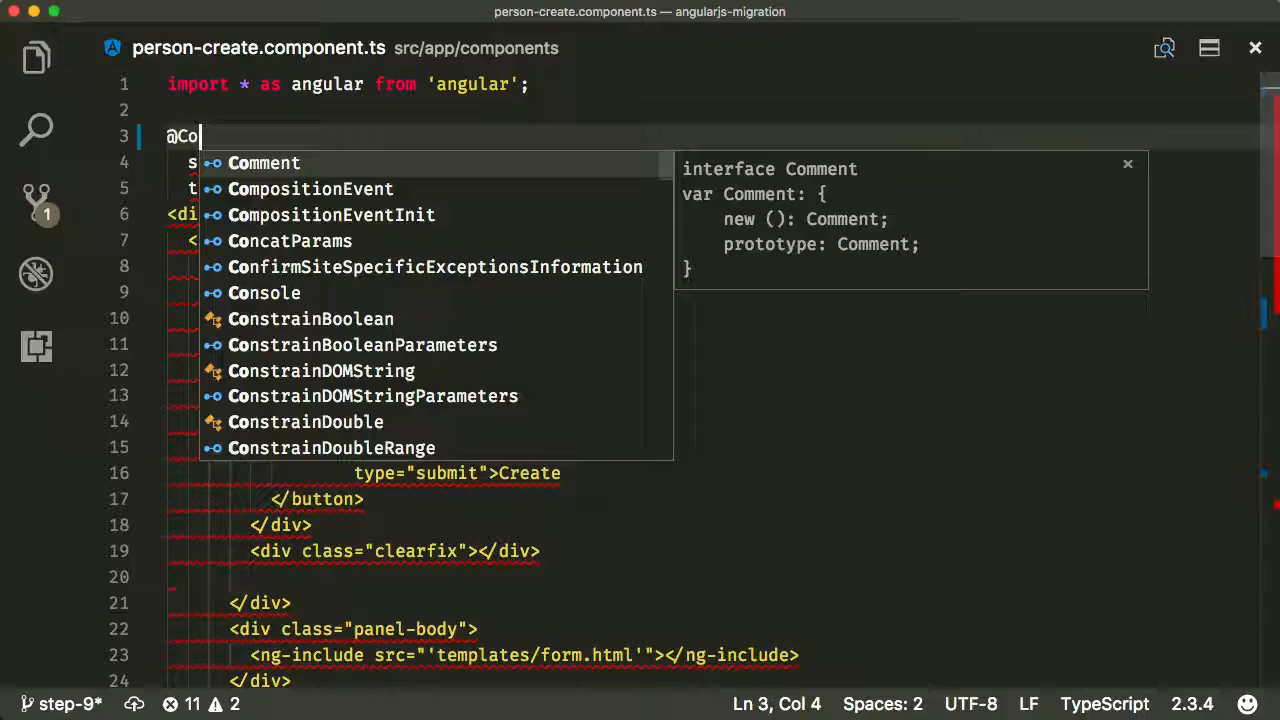 person-create.component.ts — angularjs-migration
person-create.component.ts src/app/components
1 import * as angular from 'angular';
2
3 @Co
4 s
5 t
6 <di
7 <
8
9
10
11
12
13
14
15
Comment
CompositionEvent
CompositionEventInit
ConcatParams
ConfirmSiteSpecificExceptionsInformation
Console
ConstrainBoolean
ConstrainBooleanParameters
ConstrainDOMString
ConstrainDOMStringParameters
ConstrainDouble
ConstrainDoubleRange
interface Comment
var Comment: {
new (): Comment;
prototype: Comment;
}
16 type="submit">Create
17 </button>
18 </div>
19 <div class="clearfix"></div>
20
21 </div>
22 <div class="panel-body">
23 <ng-include src="'templates/form.html'"></ng-include>
24 </div>
1
step-9* 11 2 Ln 3, Col 4 Spaces: 2 UTF-8 LF TypeScript 2.3.4